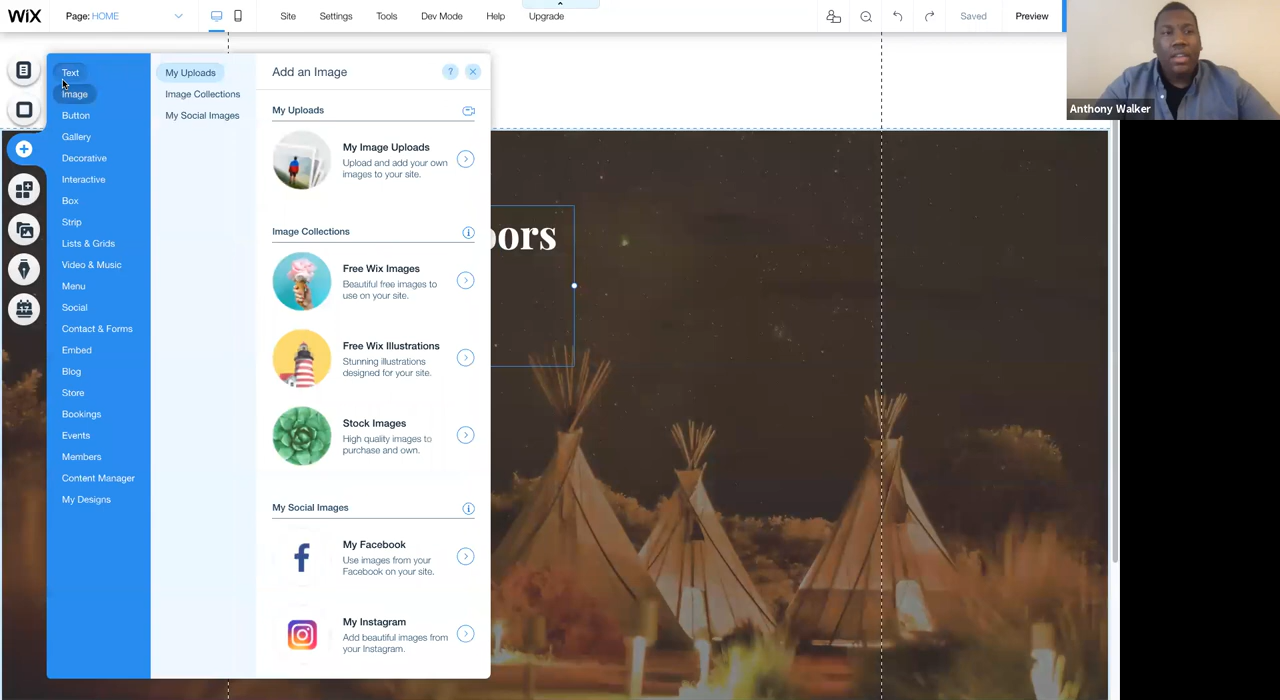 WiX
Page: HOME
Site
Settings
Tools
Dev Mode
Help
Upgrade
Saved
Preview
Anthony Walker
Text
Image
Button
Gallery
Decorative
Interactive
Box
Strip
Lists & Grids
Video & Music
Menu
Social
Contact & Forms
Embed
Blog
Store
Bookings
Events
Members
Content Manager
My Designs
My Uploads
Image Collections
My Social Images
Add an Image
?
My Uploads
My Image Uploads
Upload and add your own
images to your site.
Image Collections
Free Wix Images
Beautiful free images to
use on your site.
Free Wix Illustrations
Stunning illustrations
designed for your site.
Stock Images
High quality images to
purchase and own.
My Social Images
My Facebook
Use images from your
Facebook on your site.
My Instagram
Add beautiful images from
your Instagram.
oors